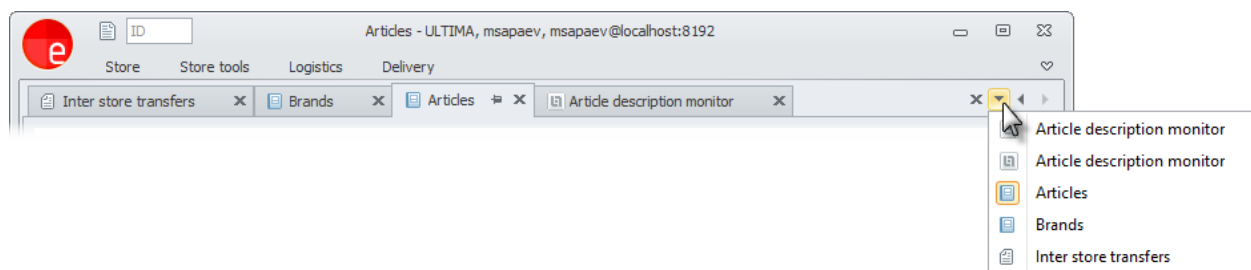 e
ID
Articles - ULTIMA, msapaev, msapaev@localhost:8192
Store Store tools Logistics Delivery
Inter store transfers Brands Articles Article description monitor
Article description monitor
Article description monitor
Articles
Brands
Inter store transfers